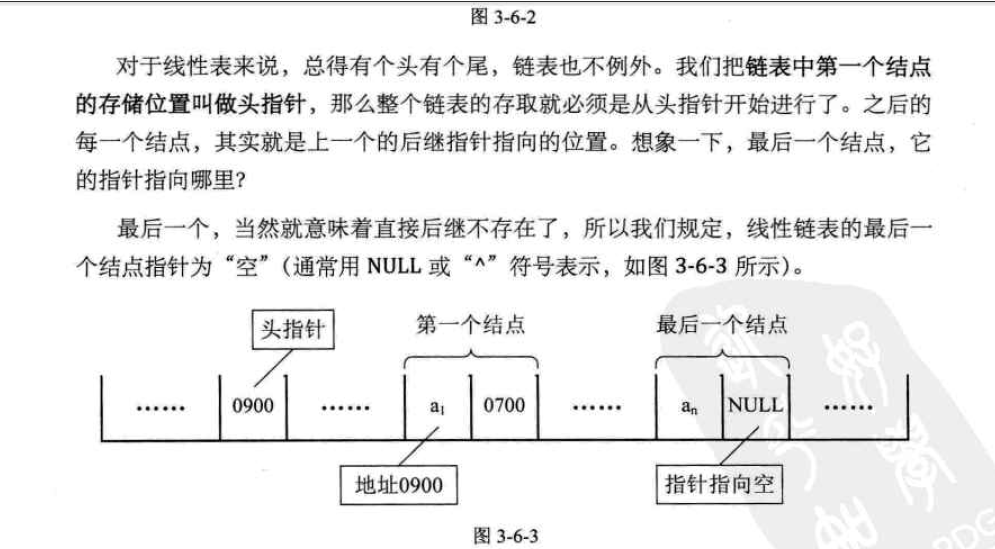 图 3-6-2
对于线性表来说，总得有个头有个尾，链表也不例外。我们把链表中第一个结点
的存储位置叫做头指针，那么整个链表的存取就必须是从头指针开始进行了。之后的
每一个结点，其实就是上一个的后继指针指向的位置。想象一下，最后一个结点，它
的指针指向哪里？
最后一个，当然就意味着直接后继不存在了，所以我们规定，线性链表的最后一
个结点指针为“空”（通常用 NULL 或“^”符号表示，如图 3-6-3 所示）。
头指针 第一个结点 最后一个结点
…… 0900 …… a₁ 0700 …… aₙ NULL ……
地址0900 指针指向空
图 3-6-3
PDG